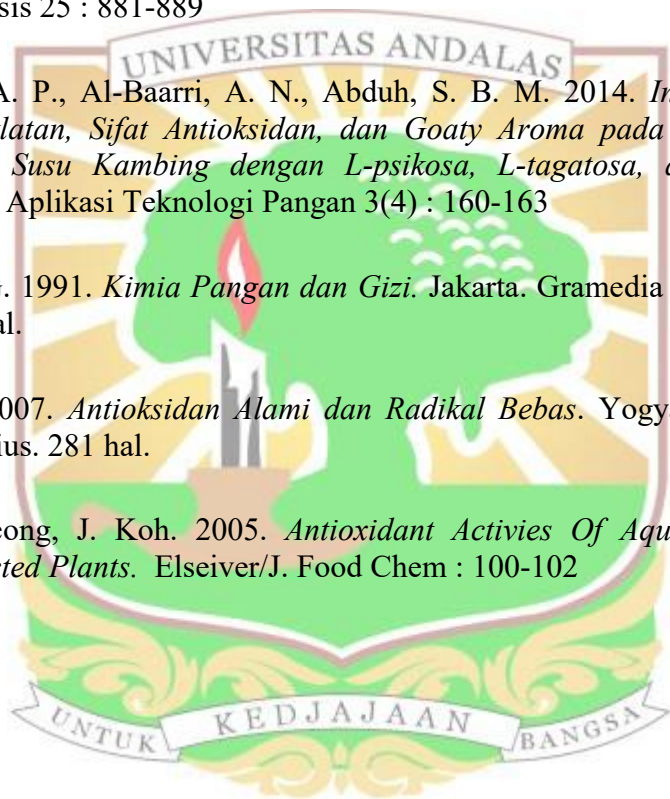 sis 25 : 881-889
UNIVERSITAS ANDALAS
A. P., Al-Baarri, A. N., Abduh, S. B. M. 2014.
latan, Sifat Antioksidan, dan Goaty Aroma pada
Susu Kambing dengan L-psikosa, L-tagatosa,
Aplikasi Teknologi Pangan 3(4) : 160-163
. 1991. Kimia Pangan dan Gizi. Jakarta. Gramedia
al.
007. Antioksidan Alami dan Radikal Bebas. Yogy
ius. 281 hal.
eong, J. Koh. 2005. Antioxidant Activies Of Aqu
ted Plants. Elseiver/J. Food Chem : 100-102
UNTUK KEDJAJAAN BANGSA